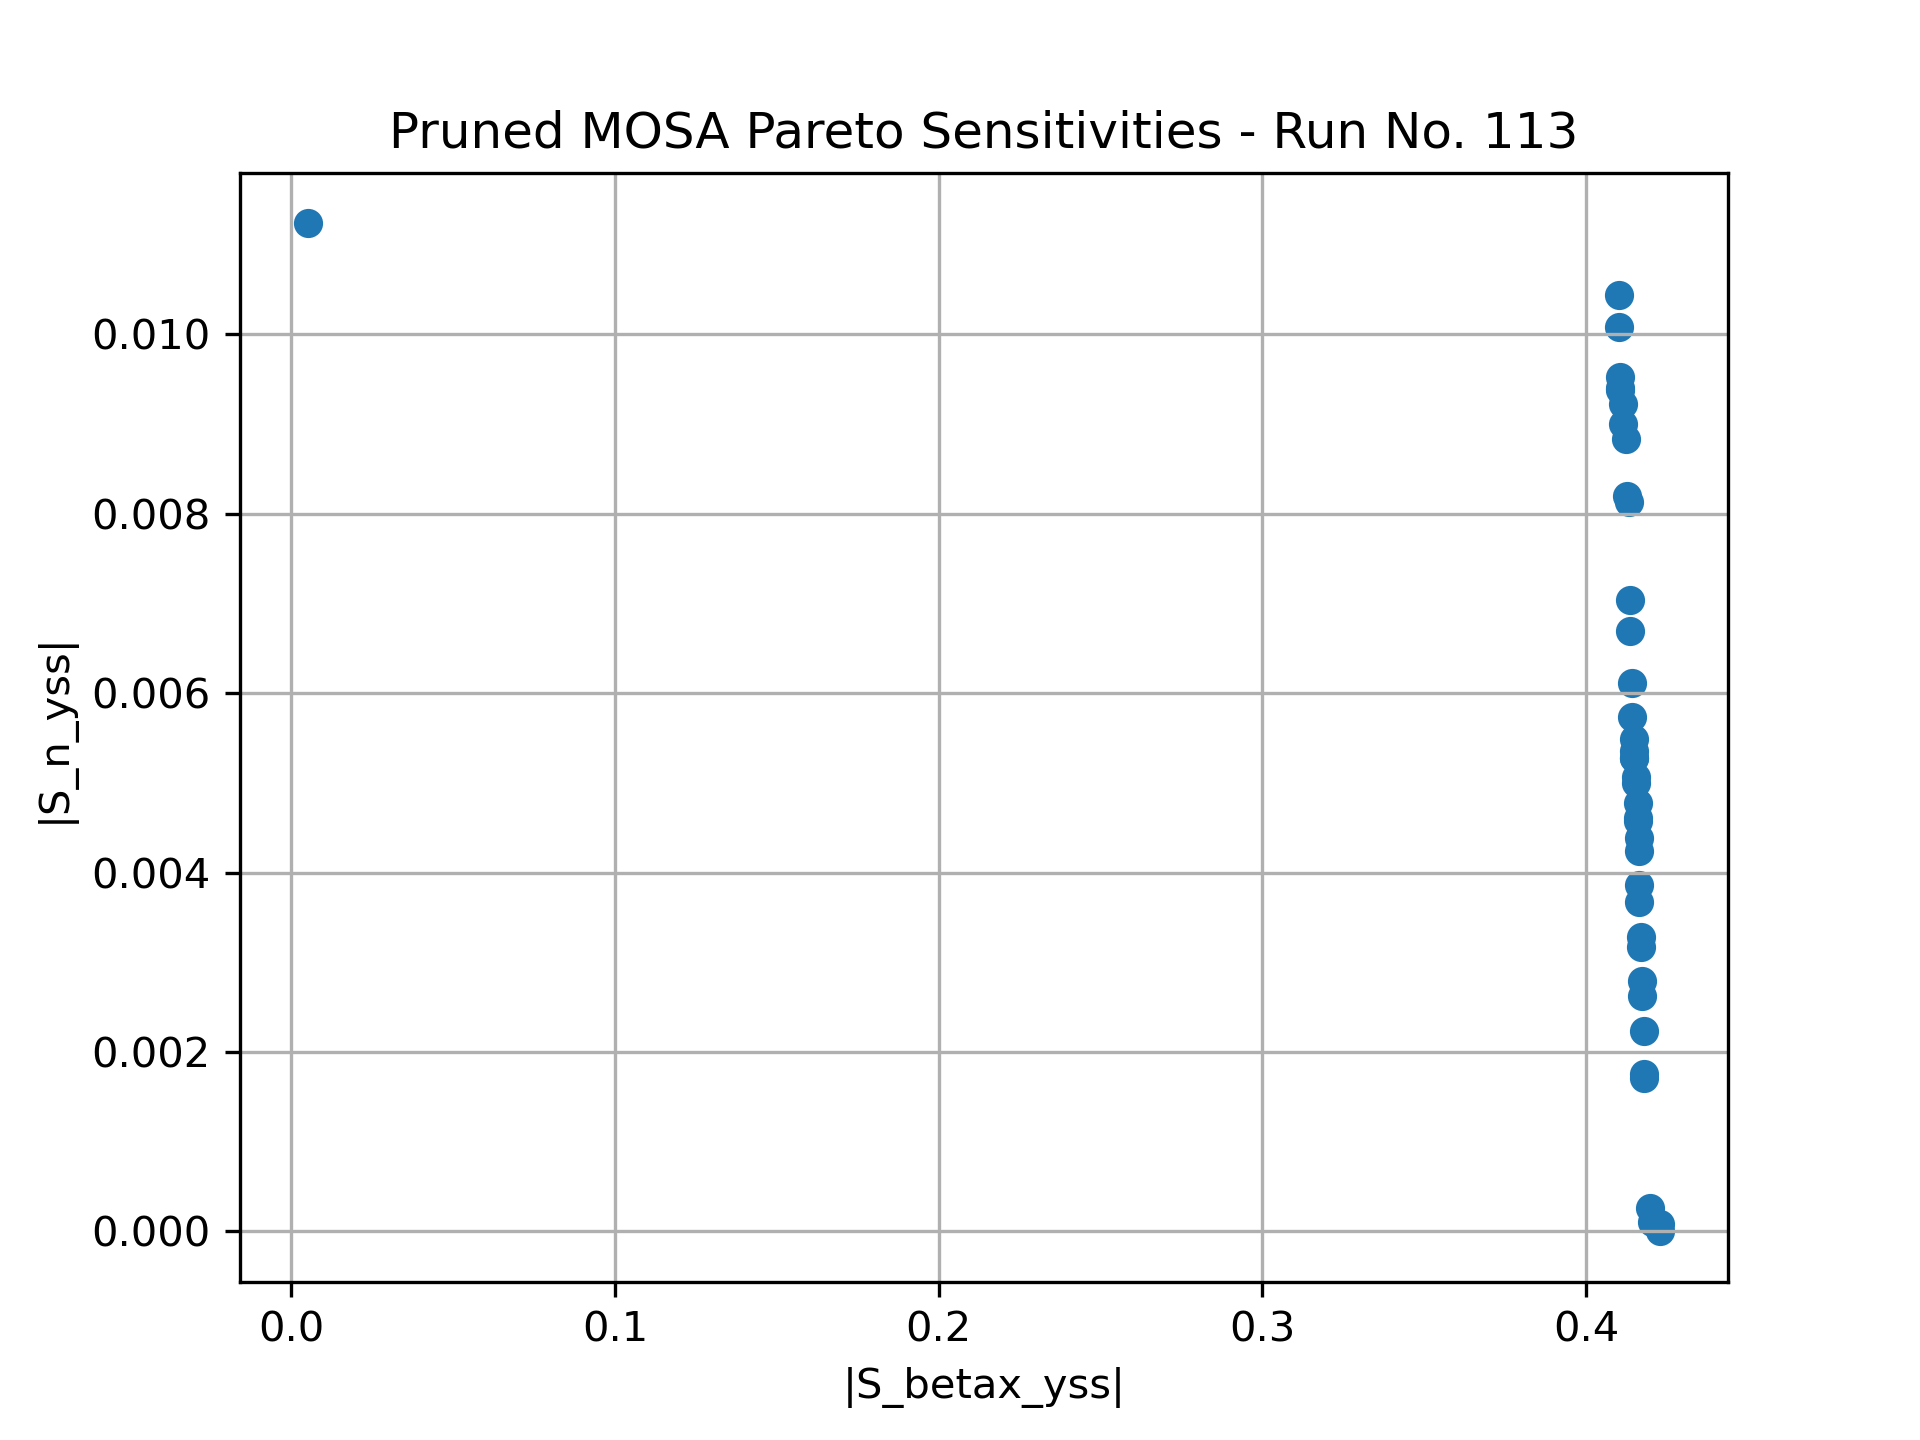 Pruned MOSA Pareto Sensitivities - Run No. 113
0.010
0.008
0.006
0.004
0.002
0.000
|S_n_yss|
0.0 0.1 0.2 0.3 0.4
|S_betax_yss|